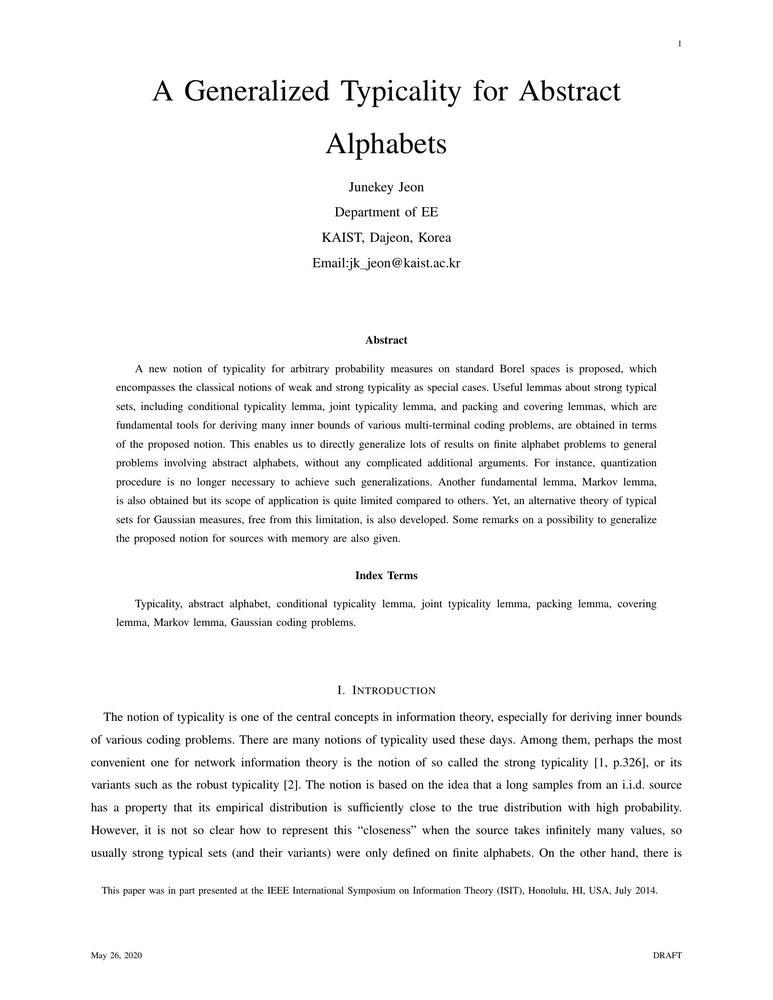 1
A Generalized Typicality for Abstract
Alphabets
Junekey Jeon
Department of EE
KAIST, Dajeon, Korea
Email:jk_jeon@kaist.ac.kr
Abstract
A new notion of typicality for arbitrary probability measures on standard Borel spaces is proposed, which
encompasses the classical notions of weak and strong typicality as special cases. Useful lemmas about strong typical
sets, including conditional typicality lemma, joint typicality lemma, and packing and covering lemmas, which are
fundamental tools for deriving many inner bounds of various multi-terminal coding problems, are obtained in terms
of the proposed notion. This enables us to directly generalize lots of results on finite alphabet problems to general
problems involving abstract alphabets, without any complicated additional arguments. For instance, quantization
procedure is no longer necessary to achieve such generalizations. Another fundamental lemma, Markov lemma,
is also obtained but its scope of application is quite limited compared to others. Yet, an alternative theory of typical
sets for Gaussian measures, free from this limitation, is also developed. Some remarks on a possibility to generalize
the proposed notion for sources with memory are also given.
Index Terms
Typicality, abstract alphabet, conditional typicality lemma, joint typicality lemma, packing lemma, covering
lemma, Markov lemma, Gaussian coding problems.
I. INTRODUCTION
The notion of typicality is one of the central concepts in information theory, especially for deriving inner bounds
of various coding problems. There are many notions of typicality used these days. Among them, perhaps the most
convenient one for network information theory is the notion of so called the strong typicality [1, p.326], or its
variants such as the robust typicality [2]. The notion is based on the idea that a long samples from an i.i.d. source
has a property that its empirical distribution is sufficiently close to the true distribution with high probability.
However, it is not so clear how to represent this “closeness” when the source takes infinitely many values, so
usually strong typical sets (and their variants) were only defined on finite alphabets. On the other hand, there is
This paper was in part presented at the IEEE International Symposium on Information Theory (ISIT), Honolulu, HI, USA, July 2014.
May 26, 2020
DRAFT